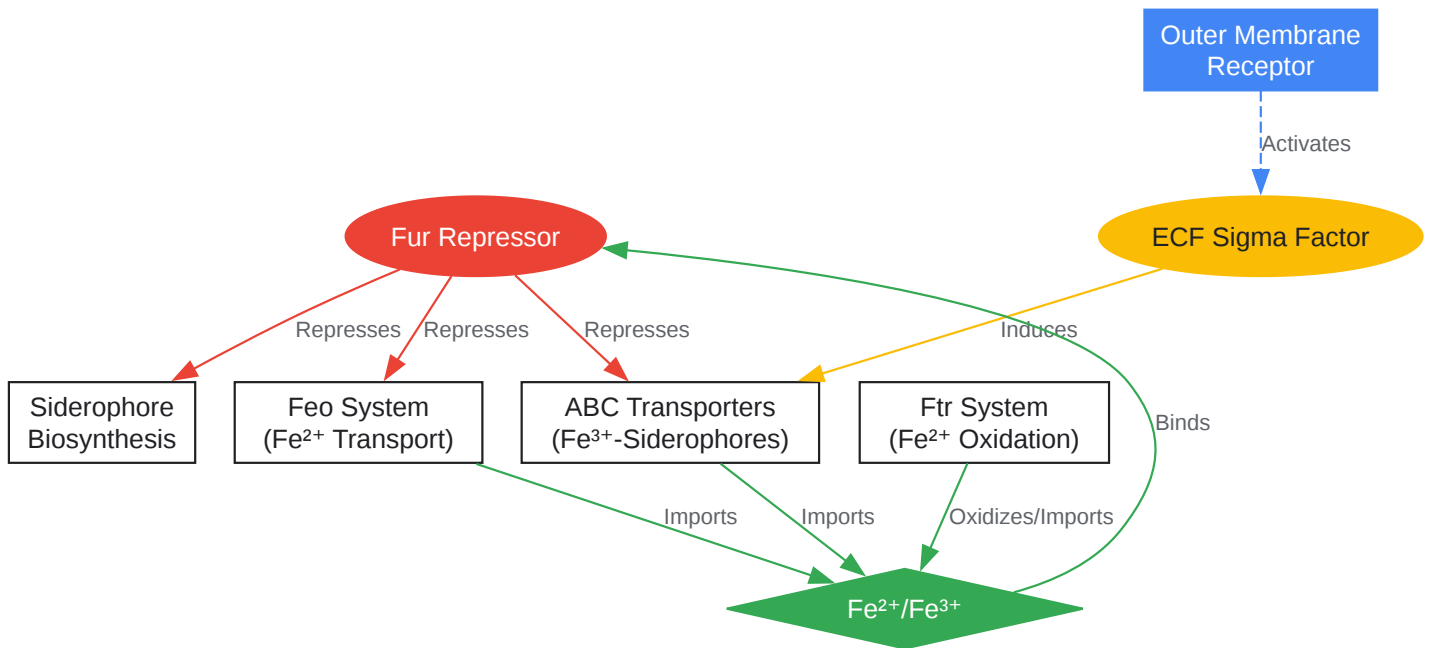 Outer Membrane
Receptor
Activates
Fur Repressor
ECF Sigma Factor
Represses
Represses
Represses
Induces
Siderophore
Biosynthesis
Feo System
(Fe²⁺ Transport)
ABC Transporters
(Fe³⁺-Siderophores)
Ftr System
(Fe²⁺ Oxidation)
Binds
Imports
Imports
Oxidizes/Imports
Fe²⁺/Fe³⁺